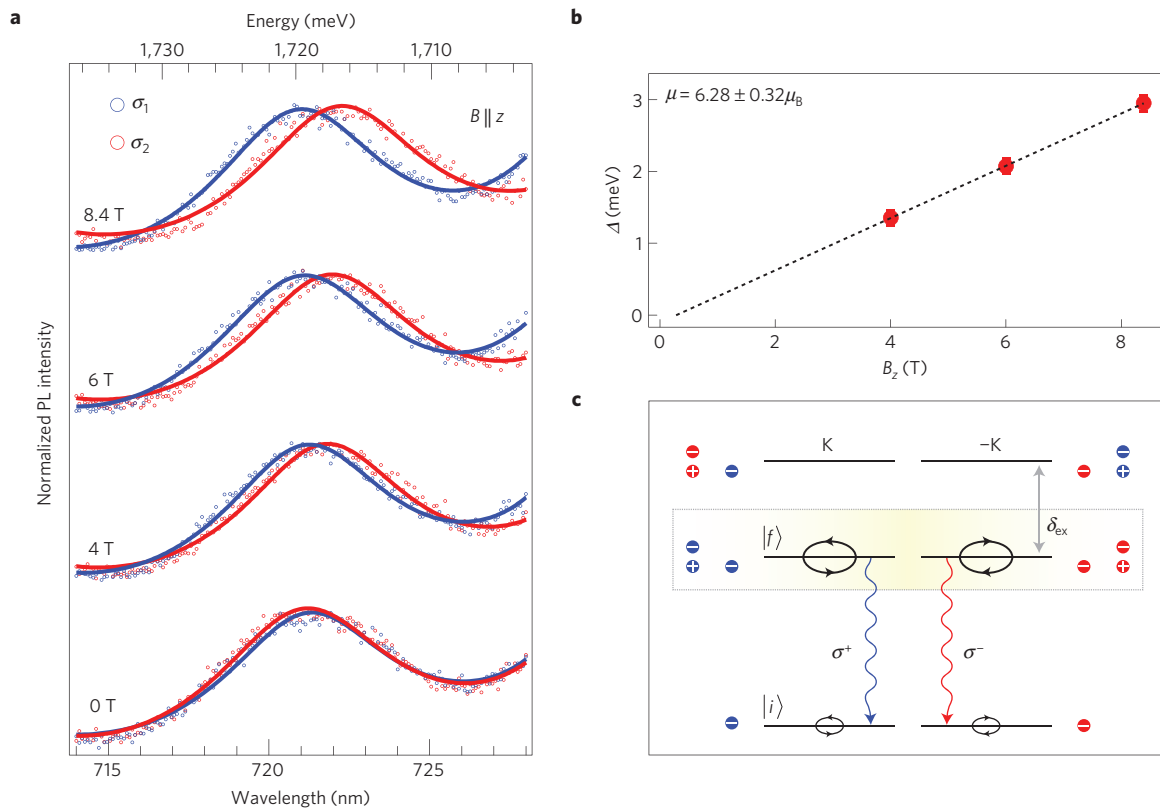 a
Energy (meV)
1,730 1,720 1,710
σ1
σ2
B || z
8.4 T
6 T
4 T
0 T
Normalized PL intensity
715 720 725
Wavelength (nm)
b
μ = 6.28 ± 0.32μB
3
2
1
0
Δ (meV)
0 2 4 6 8
Bz (T)
c
K −K
− −
+ − − +
δex
|f⟩
− −
+ − − +
σ+ σ−
|i⟩
− −